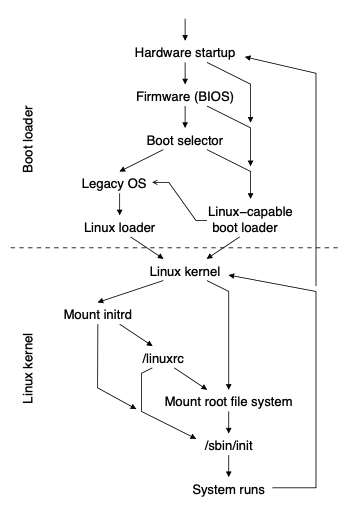 Hardware startup
Firmware (BIOS)
Boot selector
Legacy OS
Linux–capable
boot loader
Linux loader
Boot loader
Linux kernel
Mount initrd
/linuxrc
Mount root file system
/sbin/init
System runs
Linux kernel